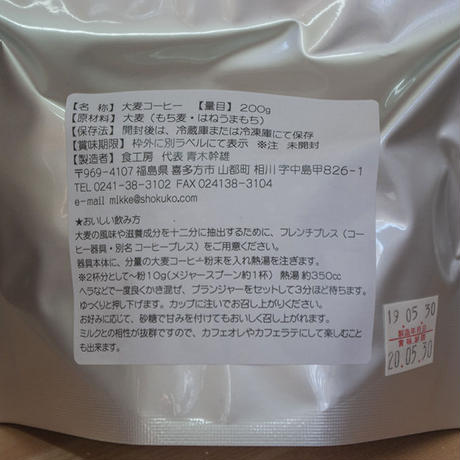 【名 称】 大麦コーヒー 【量目】 200g
【原材料】 大麦（もち麦・はねうまもち）
【保存法】 開封後は、冷蔵庫または冷凍庫にて保存
【賞味期限】 枠外に別ラベルにて表示 ※注 未開封
【製造者】 食工房 代表 青木幹雄
〒969-4107 福島県 喜多方市 山都町 相川 字中島甲826-1
TEL 0241-38-3102 FAX 024138-3104
e-mail mikke@shokuko.com
★おいしい飲み方
大麦の風味や滋養成分を十二分に抽出するために、フレンチプレス（コー
ヒー器具・別名 コーヒープレス）をご用意ください。
器具本体に、分量の大麦コーヒー粉末を入れ熱湯を注ぎます。
※2杯分として～粉10g（メジャースプーン約1杯） 熱湯 約350cc
ヘラなどで一度良くかき混ぜ、プランジャーをセットして3分ほど待ちます。
ゆっくりと押し下げます。カップに注いでお召し上がりください。
お好みに応じて、砂糖で甘みを付けてもおいしく召し上がれます。
ミルクとの相性が抜群ですので、カフェオレやカフェラテにして楽しむこと
も出来ます。
19.05.30
製造年月日
賞味期限
20.05.30